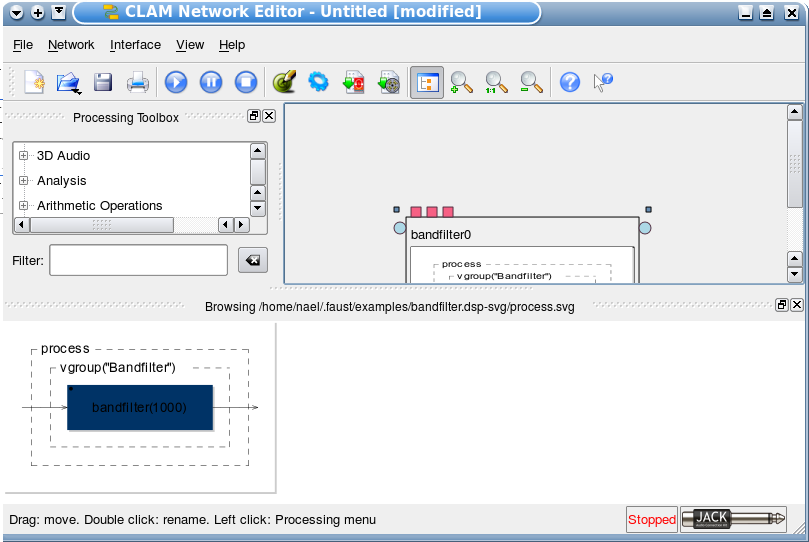 CLAM Network Editor - Untitled [modified]
File Network Interface View Help
1:1
Processing Toolbox
3D Audio
Analysis
Arithmetic Operations
Filter:
bandfilter0
process
vgroup("Bandfilter")
Browsing /home/nael/.faust/examples/bandfilter.dsp-svg/process.svg
process
vgroup("Bandfilter")
bandfilter(1000)
Drag: move. Double click: rename. Left click: Processing menu
Stopped
JACK